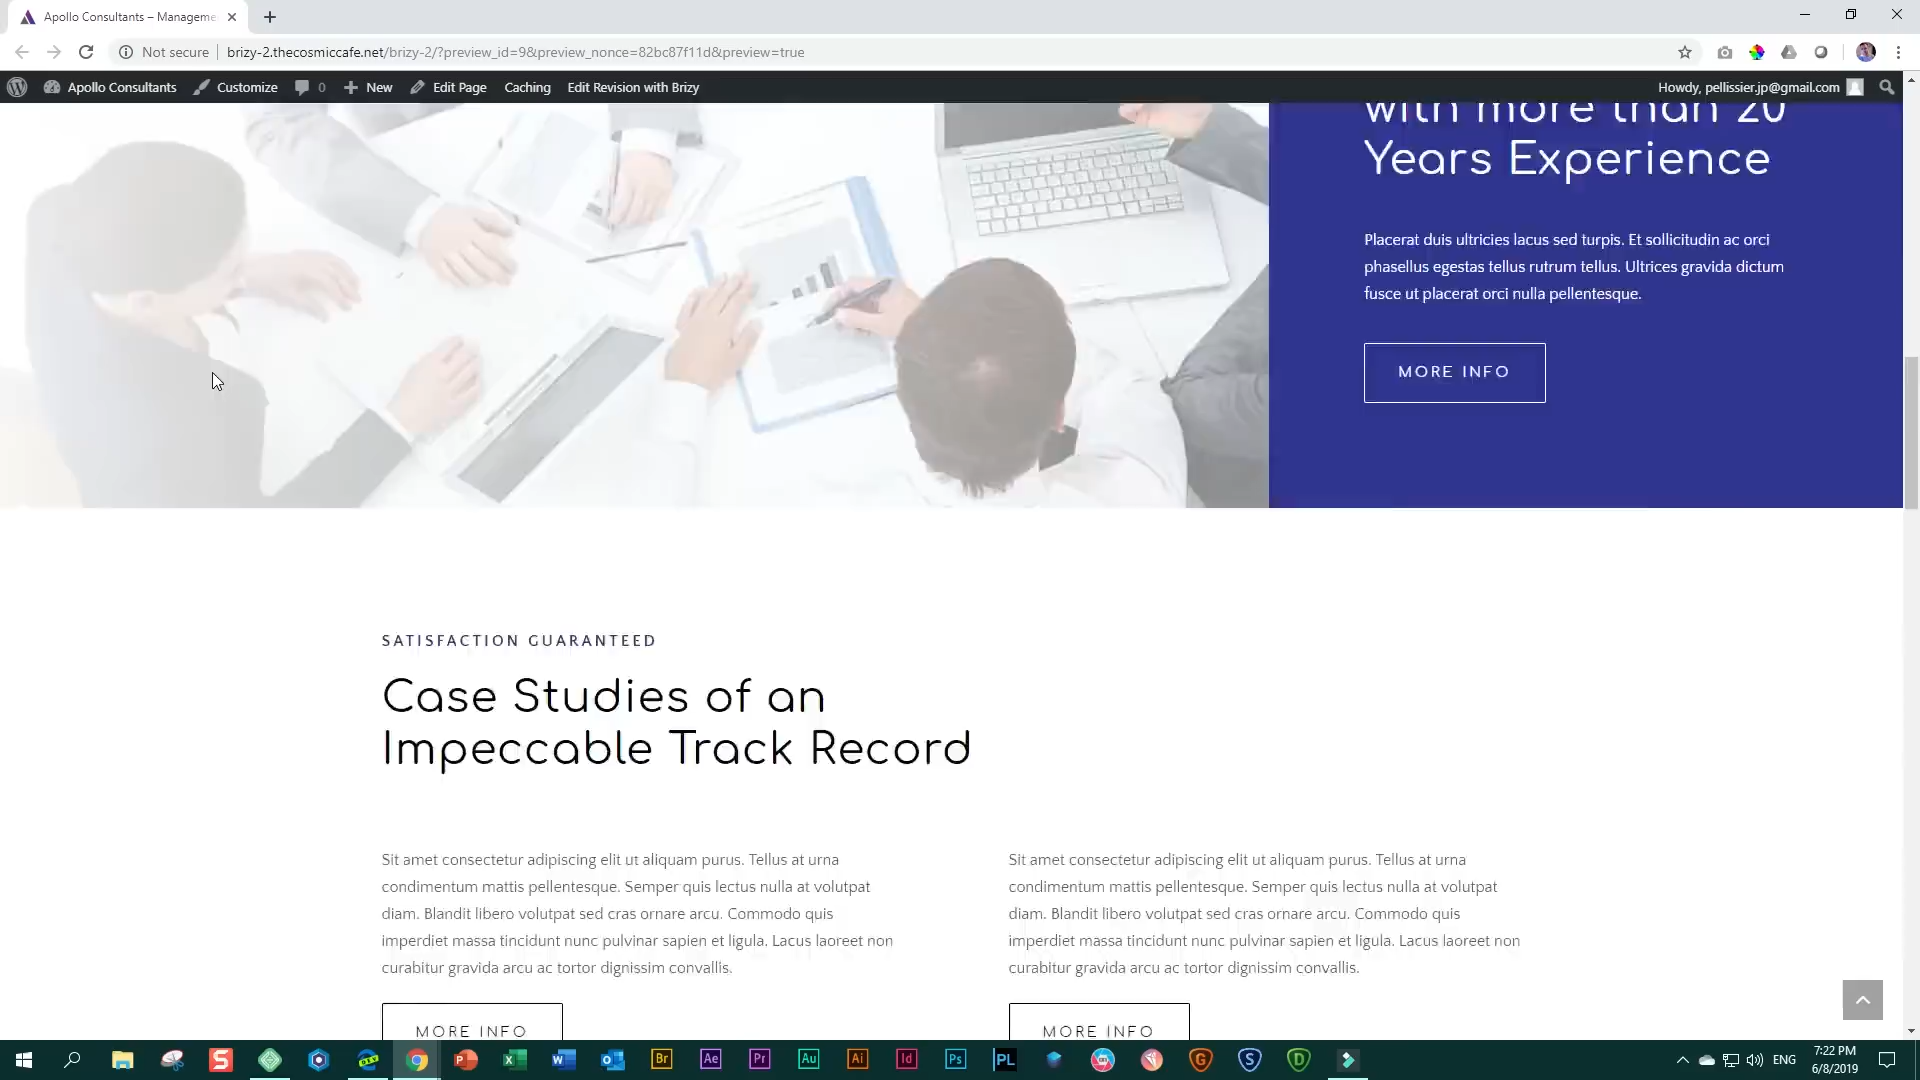 Apollo Consultants – Manageme
Not secure
brizy-2.thecosmiccafe.net/brizy-2/?preview_id=9&preview_nonce=82bc87f11d&preview=true
Apollo Consultants
Customize
0
New
Edit Page
Caching
Edit Revision with Brizy
Howdy, pellissier.jp@gmail.com
with more than 20
Years Experience
Placerat duis ultricies lacus sed turpis. Et sollicitudin ac orci
phasellus egestas tellus rutrum tellus. Ultrices gravida dictum
fusce ut placerat orci nulla pellentesque.
MORE INFO
SATISFACTION GUARANTEED
Case Studies of an
Impeccable Track Record
Sit amet consectetur adipiscing elit ut aliquam purus. Tellus at urna
condimentum mattis pellentesque. Semper quis lectus nulla at volutpat
diam. Blandit libero volutpat sed cras ornare arcu. Commodo quis
imperdiet massa tincidunt nunc pulvinar sapien et ligula. Lacus laoreet non
curabitur gravida arcu ac tortor dignissim convallis.
MORE INFO
Sit amet consectetur adipiscing elit ut aliquam purus. Tellus at urna
condimentum mattis pellentesque. Semper quis lectus nulla at volutpat
diam. Blandit libero volutpat sed cras ornare arcu. Commodo quis
imperdiet massa tincidunt nunc pulvinar sapien et ligula. Lacus laoreet non
curabitur gravida arcu ac tortor dignissim convallis.
MORE INFO
Br
Ae
Pr
Au
Ai
Id
Ps
PL
ENG
7:22 PM
6/8/2019